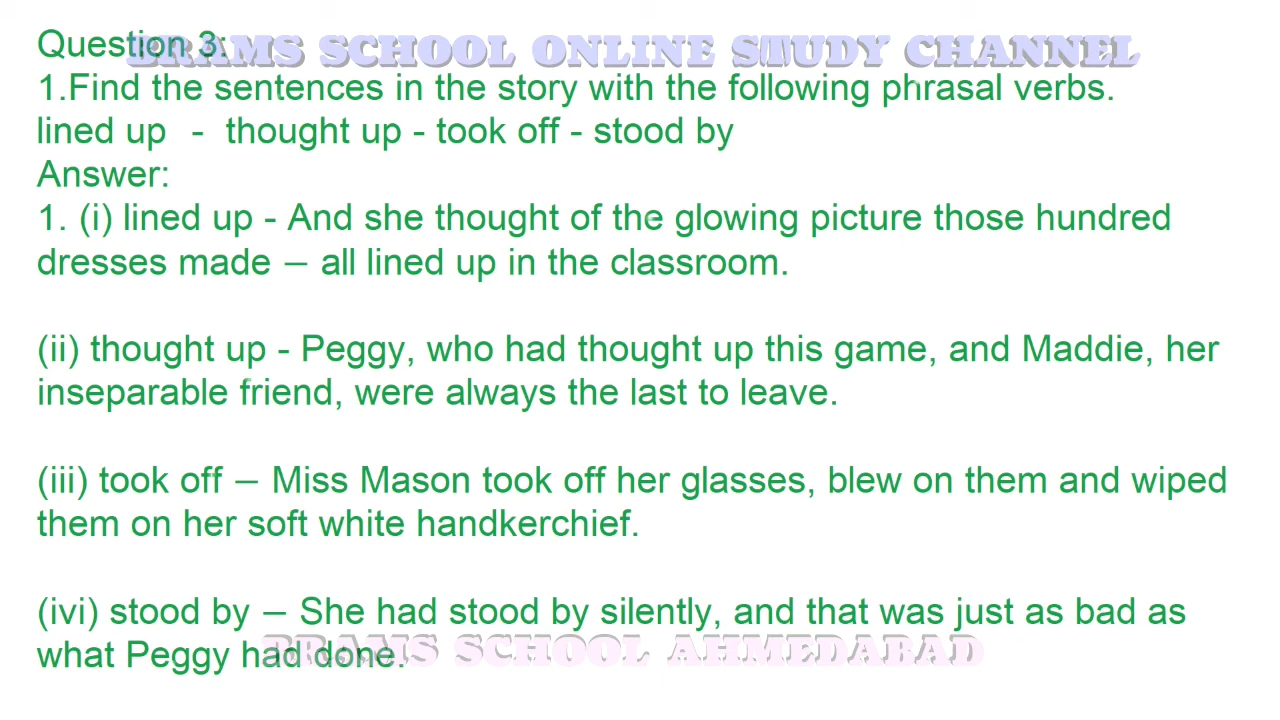 Question 3:
BRAMS SCHOOL ONLINE STUDY CHANNEL
1.Find the sentences in the story with the following phrasal verbs.
lined up - thought up - took off - stood by
Answer:
1. (i) lined up - And she thought of the glowing picture those hundred
dresses made – all lined up in the classroom.
(ii) thought up - Peggy, who had thought up this game, and Maddie, her
inseparable friend, were always the last to leave.
(iii) took off – Miss Mason took off her glasses, blew on them and wiped
them on her soft white handkerchief.
(ivi) stood by – She had stood by silently, and that was just as bad as
what Peggy had done.
BRAMS SCHOOL AHMEDABAD